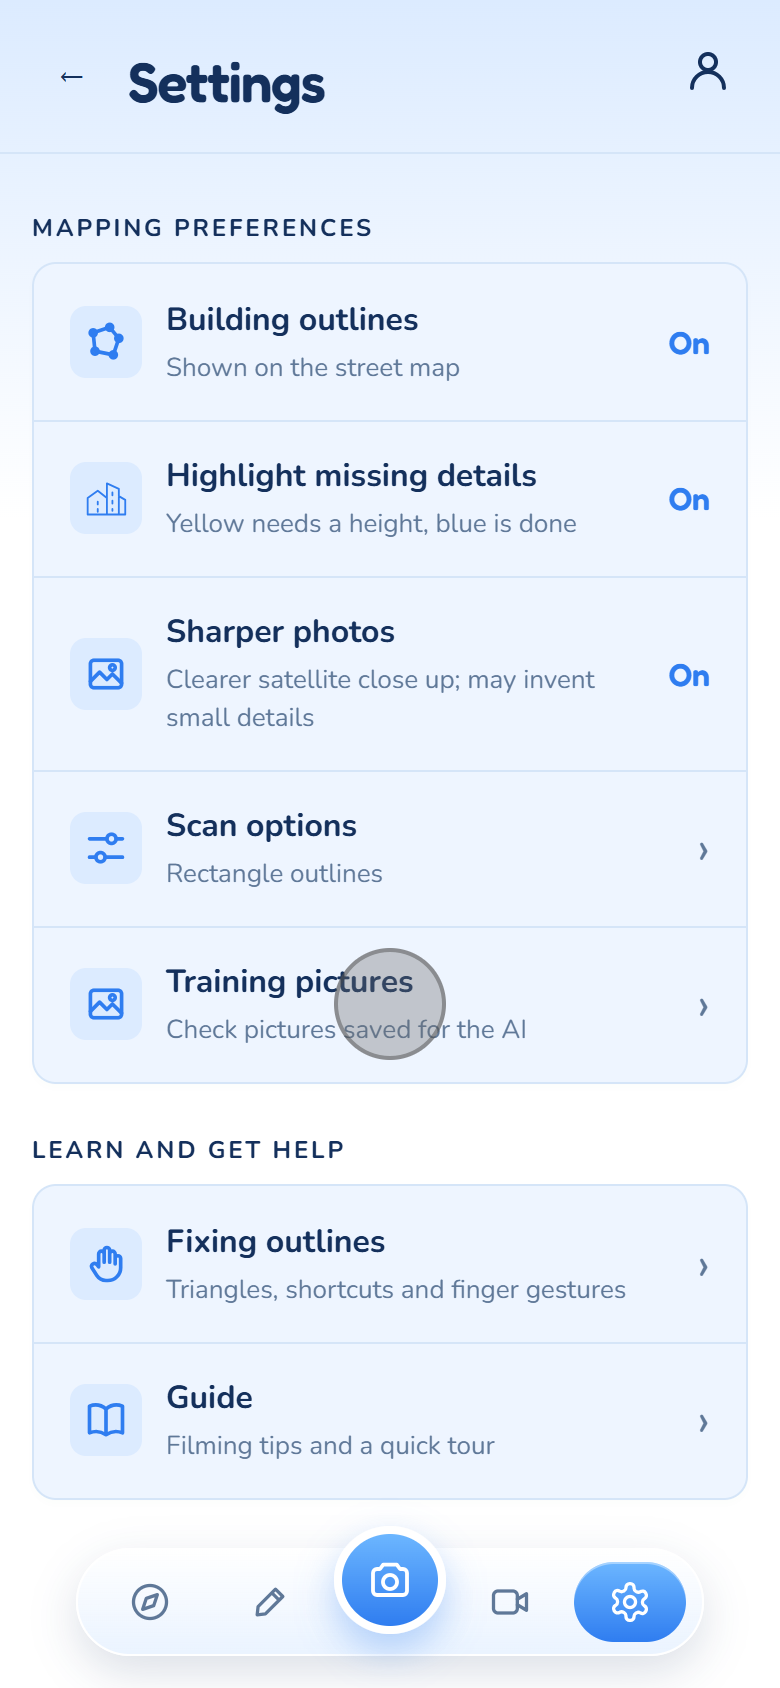 ← Settings
MAPPING PREFERENCES
Building outlines
Shown on the street map
On
Highlight missing details
Yellow needs a height, blue is done
On
Sharper photos
Clearer satellite close up; may invent
small details
On
Scan options
Rectangle outlines
›
Training pictures
Check pictures saved for the AI
›
LEARN AND GET HELP
Fixing outlines
Triangles, shortcuts and finger gestures
›
Guide
Filming tips and a quick tour
›